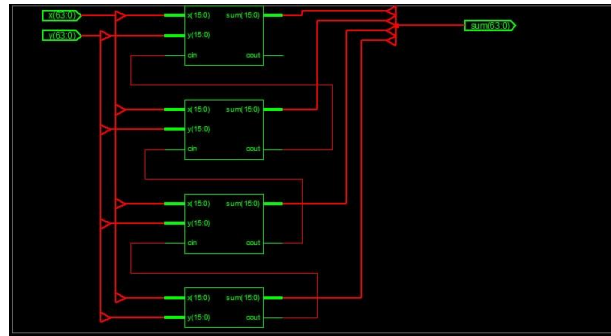 x(63:0)
y(63:0)
sum(63:0)
x(15:0) sum(15:0)
y(15:0)
cin cout
x(15:0) sum(15:0)
y(15:0)
cin cout
x(15:0) sum(15:0)
y(15:0)
cin cout
x(15:0) sum(15:0)
y(15:0) cout